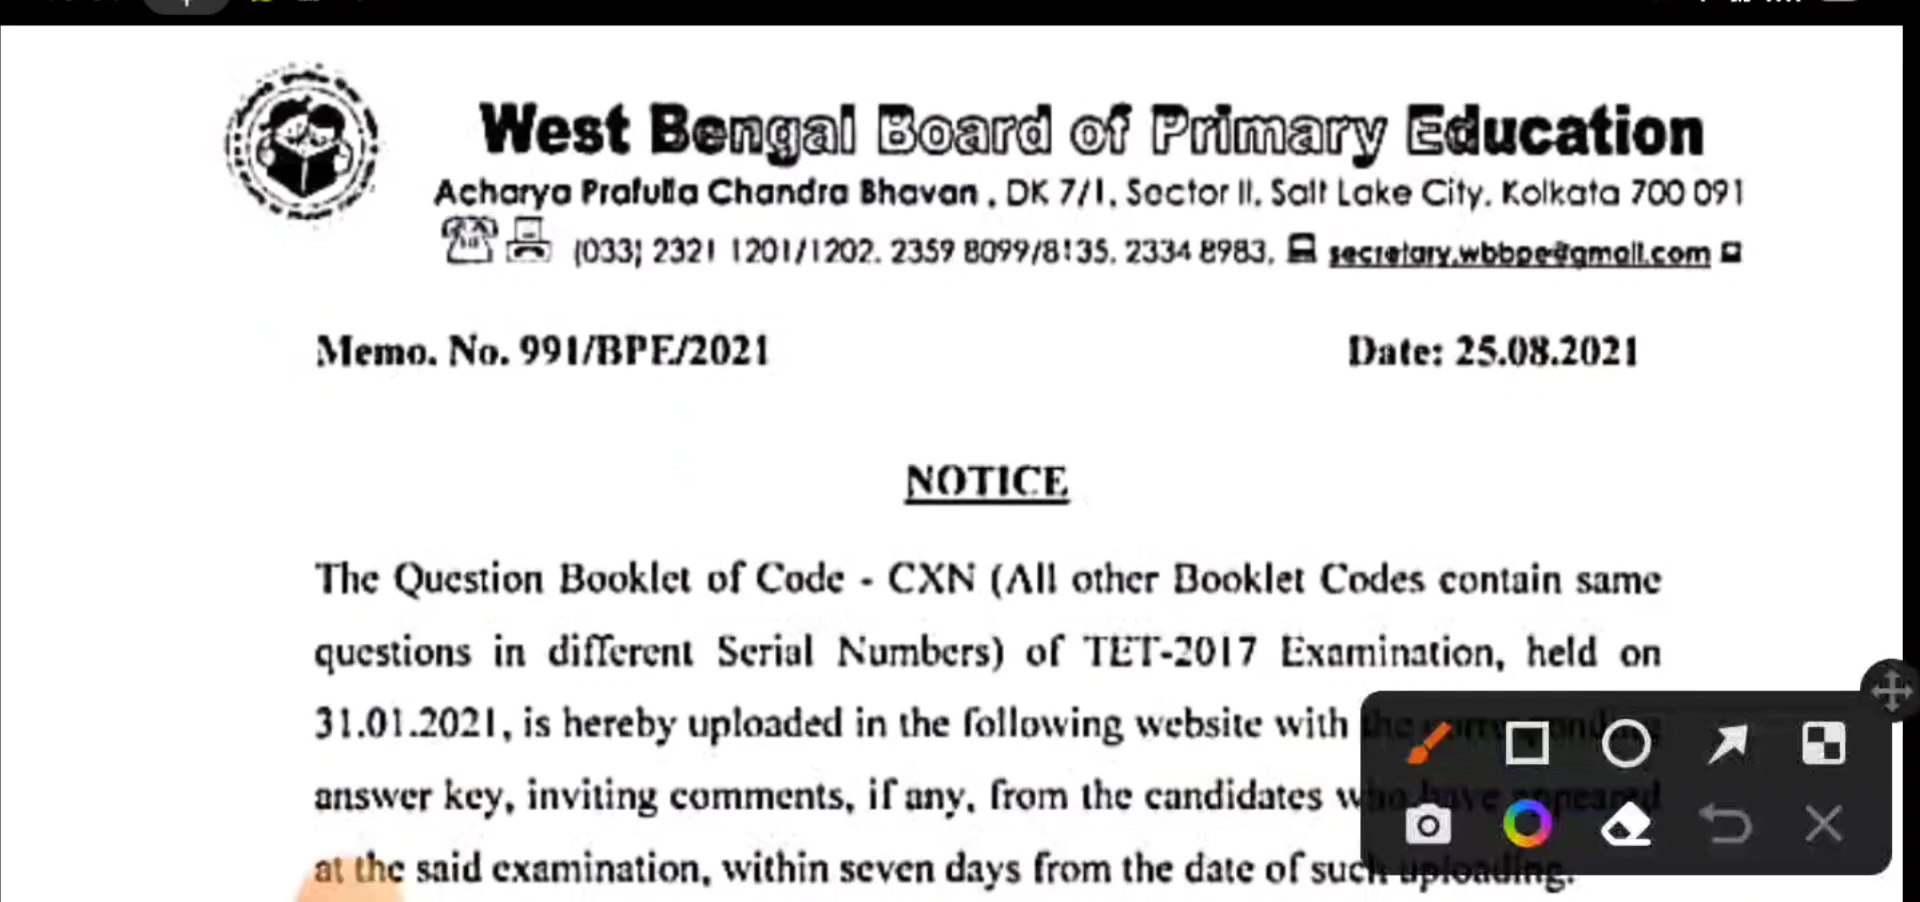 West Bengal Board of Primary Education
Acharya Prafulla Chandra Bhavan , DK 7/1, Sector II, Salt Lake City, Kolkata 700 091
(033) 2321 1201/1202, 2359 8099/8135, 2334 8983, secretary.wbbpe@gmail.com
Memo. No. 991/BPE/2021
Date: 25.08.2021
NOTICE
The Question Booklet of Code - CXN (All other Booklet Codes contain same
questions in different Serial Numbers) of TET-2017 Examination, held on
31.01.2021, is hereby uploaded in the following website with the corresponding
answer key, inviting comments, if any, from the candidates who have appeared
at the said examination, within seven days from the date of such uploading.